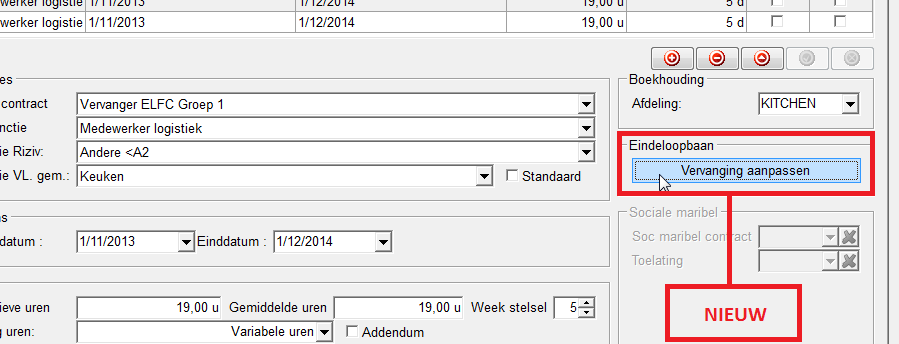 ewerker logistie 1/11/2013 1/12/2014 19,00 u 5 d
ewerker logistie 1/11/2013 1/12/2014 19,00 u 5 d
es
contract Vervanger ELFC Groep 1
nctie Medewerker logistiek
ie Riziv: Andere <A2
ie VL. gem.: Keuken Standaard
ns
datum : 1/11/2013 Einddatum : 1/12/2014
ieve uren 19,00 u Gemiddelde uren 19,00 u Week stelsel 5
g uren: Variabele uren Addendum
Boekhouding
Afdeling: KITCHEN
Eindeloopbaan
Vervanging aanpassen
Sociale maribel
Soc maribel contract
Toelating
NIEUW